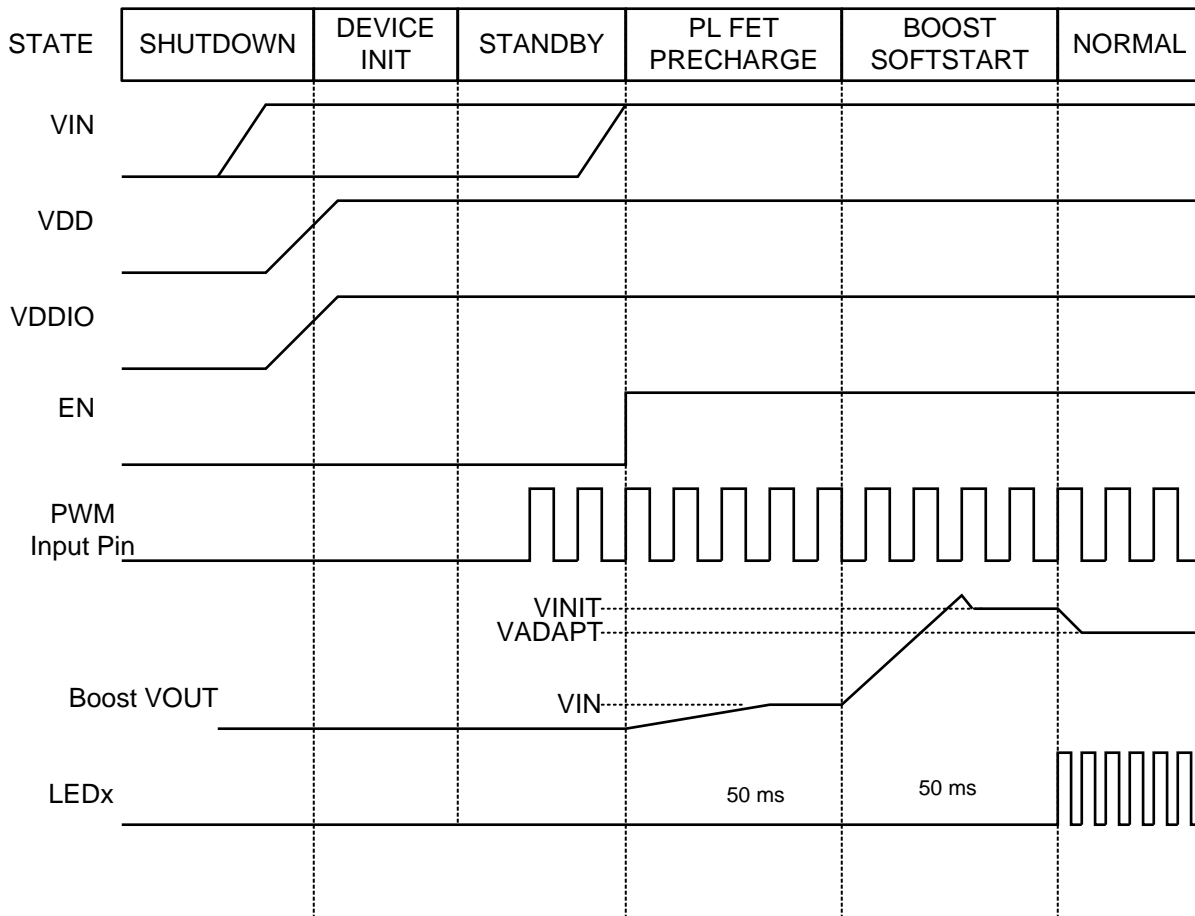 STATE
SHUTDOWN
DEVICE
INIT
STANDBY
PL FET
PRECHARGE
BOOST
SOFTSTART
NORMAL
VIN
VDD
VDDIO
EN
PWM
Input Pin
VINIT
VADAPT
Boost VOUT
VIN
LEDx
50 ms
50 ms